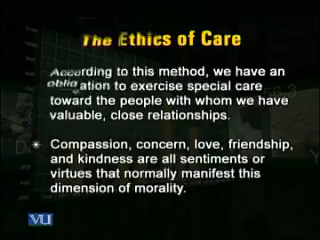 The Ethics of Care
According to this method, we have an
obligation to exercise special care
toward the people with whom we have
valuable, close relationships.
Compassion, concern, love, friendship,
and kindness are all sentiments or
virtues that normally manifest this
dimension of morality.
VU